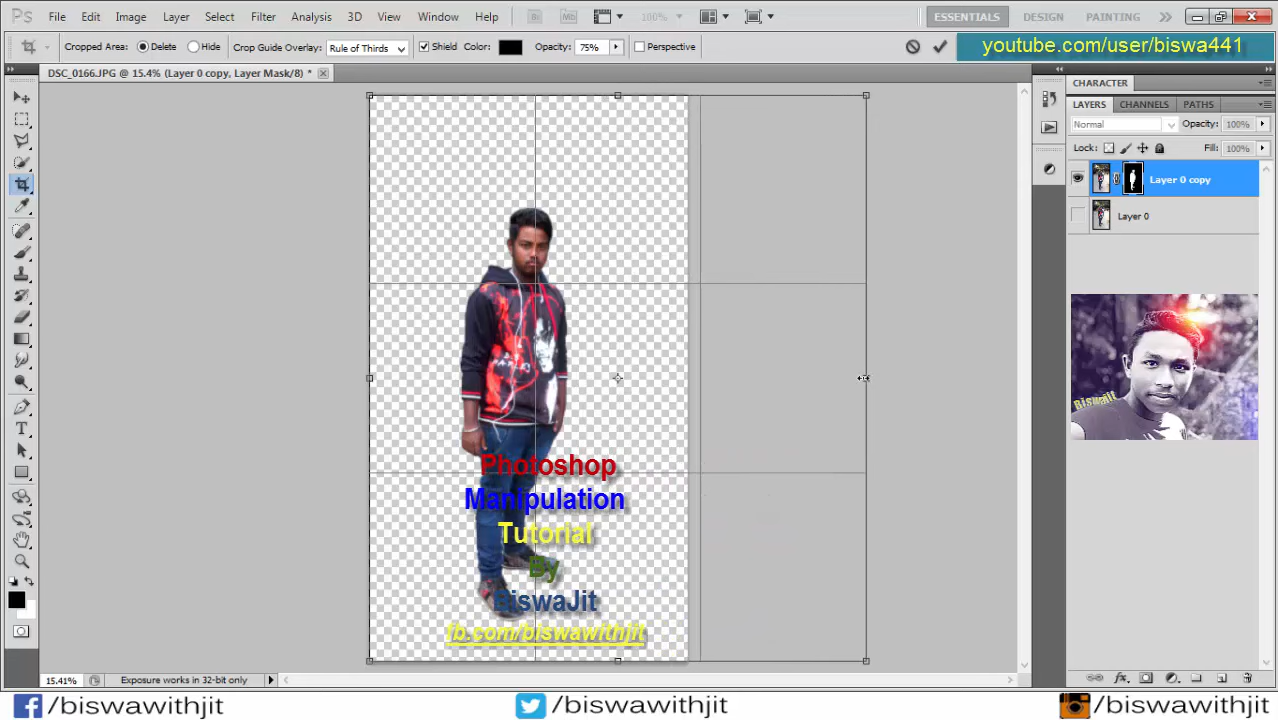 Ps File Edit Image Layer Select Filter Analysis 3D View Window Help Br Mb 100% ESSENTIALS DESIGN PAINTING
Cropped Area: Delete Hide Crop Guide Overlay: Rule of Thirds Shield Color: Opacity: 75% Perspective
youtube.com/user/biswa441
DSC_0166.JPG @ 15.4% (Layer 0 copy, Layer Mask/8) *
CHARACTER
LAYERS CHANNELS PATHS
Normal Opacity: 100%
Lock: Fill: 100%
Layer 0 copy
Layer 0
Biswajit
Photoshop
Manipulation
Tutorial
By
BiswaJit
fb.com/biswawithjit
15.41% Exposure works in 32-bit only
/biswawithjit /biswawithjit /biswawithjit